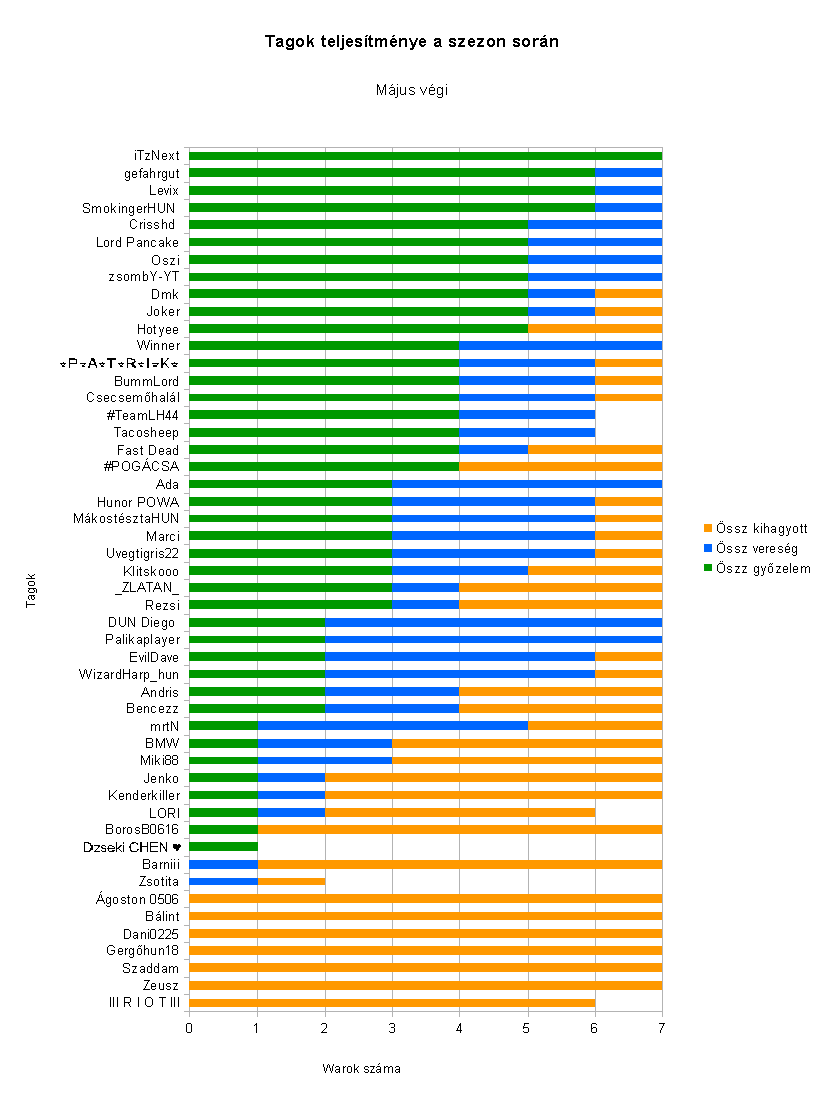 Tagok teljesítménye a szezon során
Május végi
iTzNext
gefahrgut
Levix
SmokingerHUN
Crisshd
Lord Pancake
Oszi
zsombY-YT
Dmk
Joker
Hotyee
Winner
⋆P⋆A⋆T⋆R⋆I⋆K⋆
BummLord
Csecsemőhalál
#TeamLH44
Tacosheep
Fast Dead
#POGÁCSA
Ada
Hunor POWA
MákostésztaHUN
Marci
Uvegtigris22
Klitskooo
_ZLATAN_
Rezsi
DUN Diego
Palikaplayer
EvilDave
WizardHarp_hun
Andris
Bencezz
mrtN
BMW
Miki88
Jenko
Kenderkiller
LORI
BorosB0616
Dzseki CHEN ♥
Barniii
Zsotita
Ágoston 0506
Bálint
Dani0225
Gergőhun18
Szaddam
Zeusz
III R I O T III
0 1 2 3 4 5 6 7
Warok száma
Tagok
Össz kihagyott
Össz vereség
Öszz győzelem